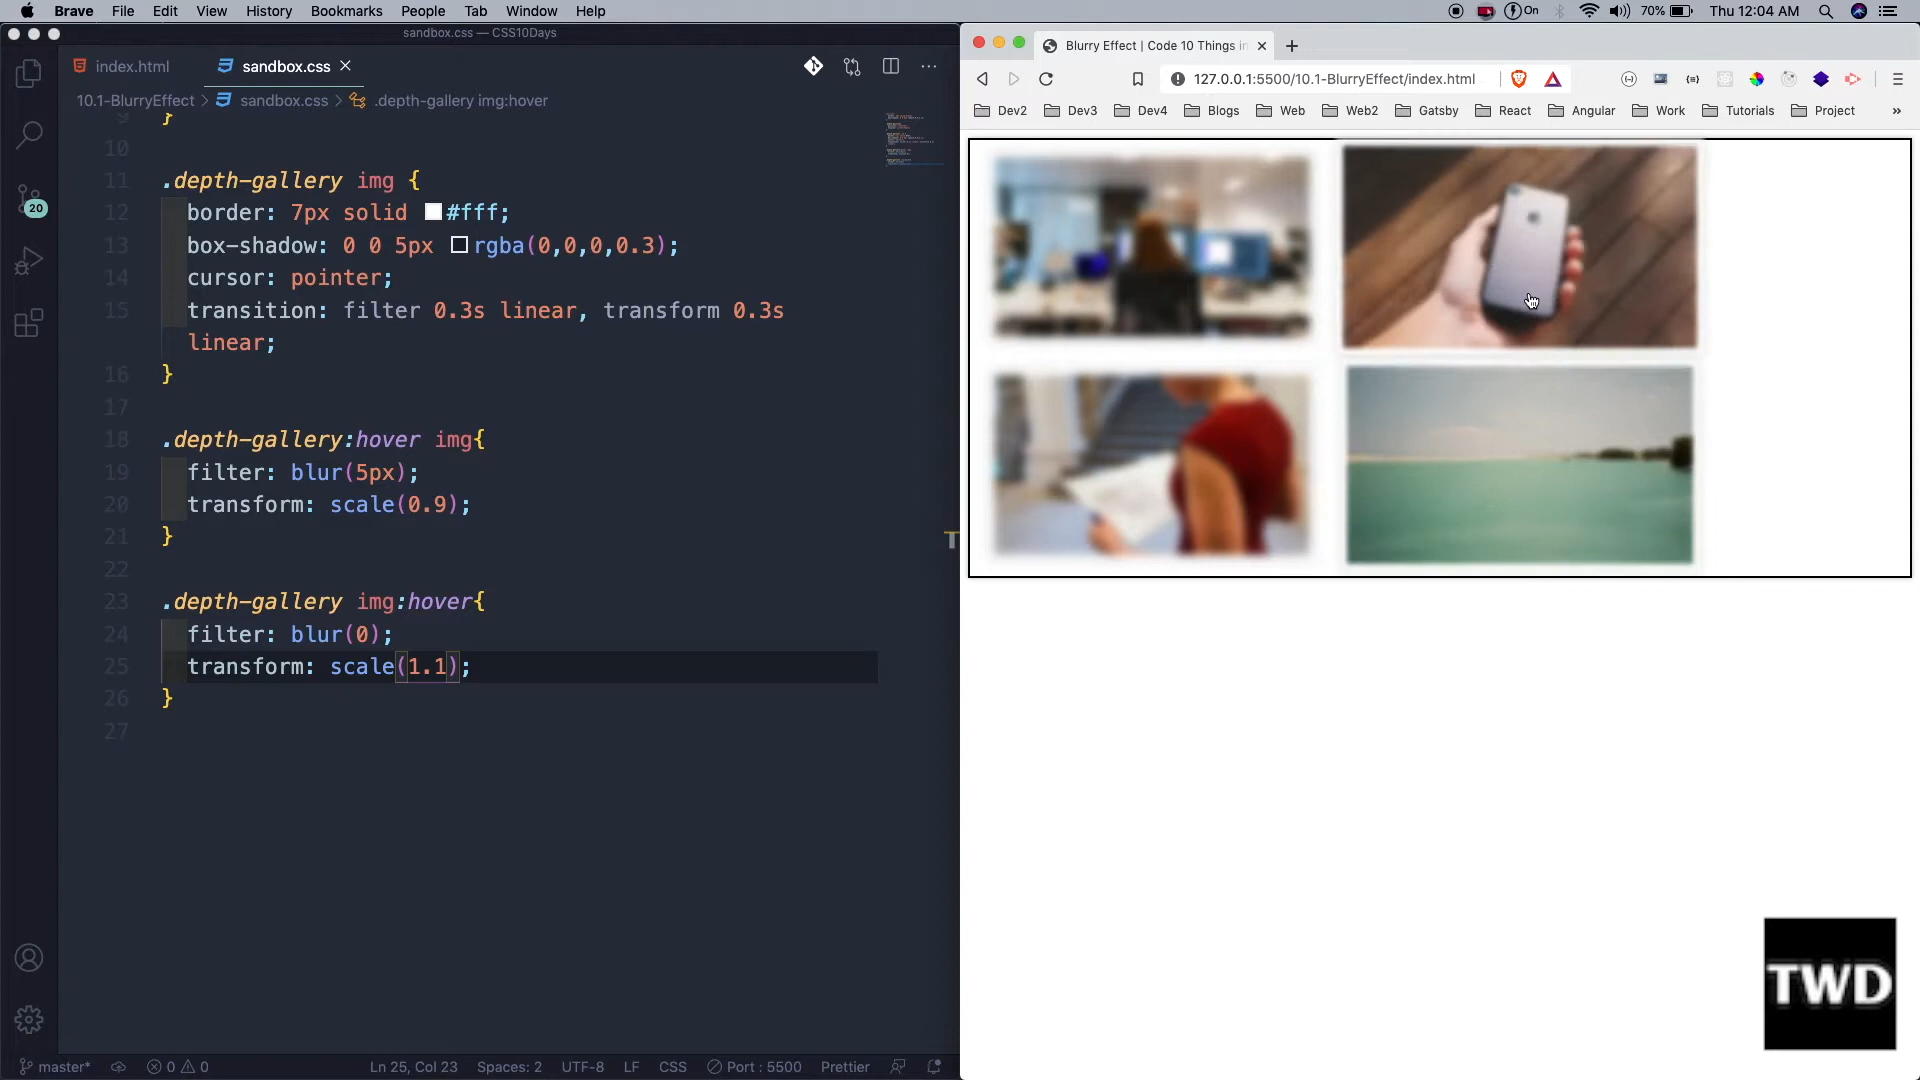 Brave File Edit View History Bookmarks People Tab Window Help
On 70% Thu 12:04 AM
sandbox.css — CSS10Days
index.html sandbox.css
10.1-BlurryEffect > sandbox.css > .depth-gallery img:hover
9 }
10
11 .depth-gallery img {
12 border: 7px solid #fff;
13 box-shadow: 0 0 5px rgba(0,0,0,0.3);
14 cursor: pointer;
15 transition: filter 0.3s linear, transform 0.3s
linear;
16 }
17
18 .depth-gallery:hover img{
19 filter: blur(5px);
20 transform: scale(0.9);
21 }
22
23 .depth-gallery img:hover{
24 filter: blur(0);
25 transform: scale(1.1);
26 }
27
20
master* 0 0 Ln 25, Col 23 Spaces: 2 UTF-8 LF CSS Port : 5500 Prettier
Blurry Effect | Code 10 Things in
127.0.0.1:5500/10.1-BlurryEffect/index.html
Dev2 Dev3 Dev4 Blogs Web Web2 Gatsby React Angular Work Tutorials Project »
TWD